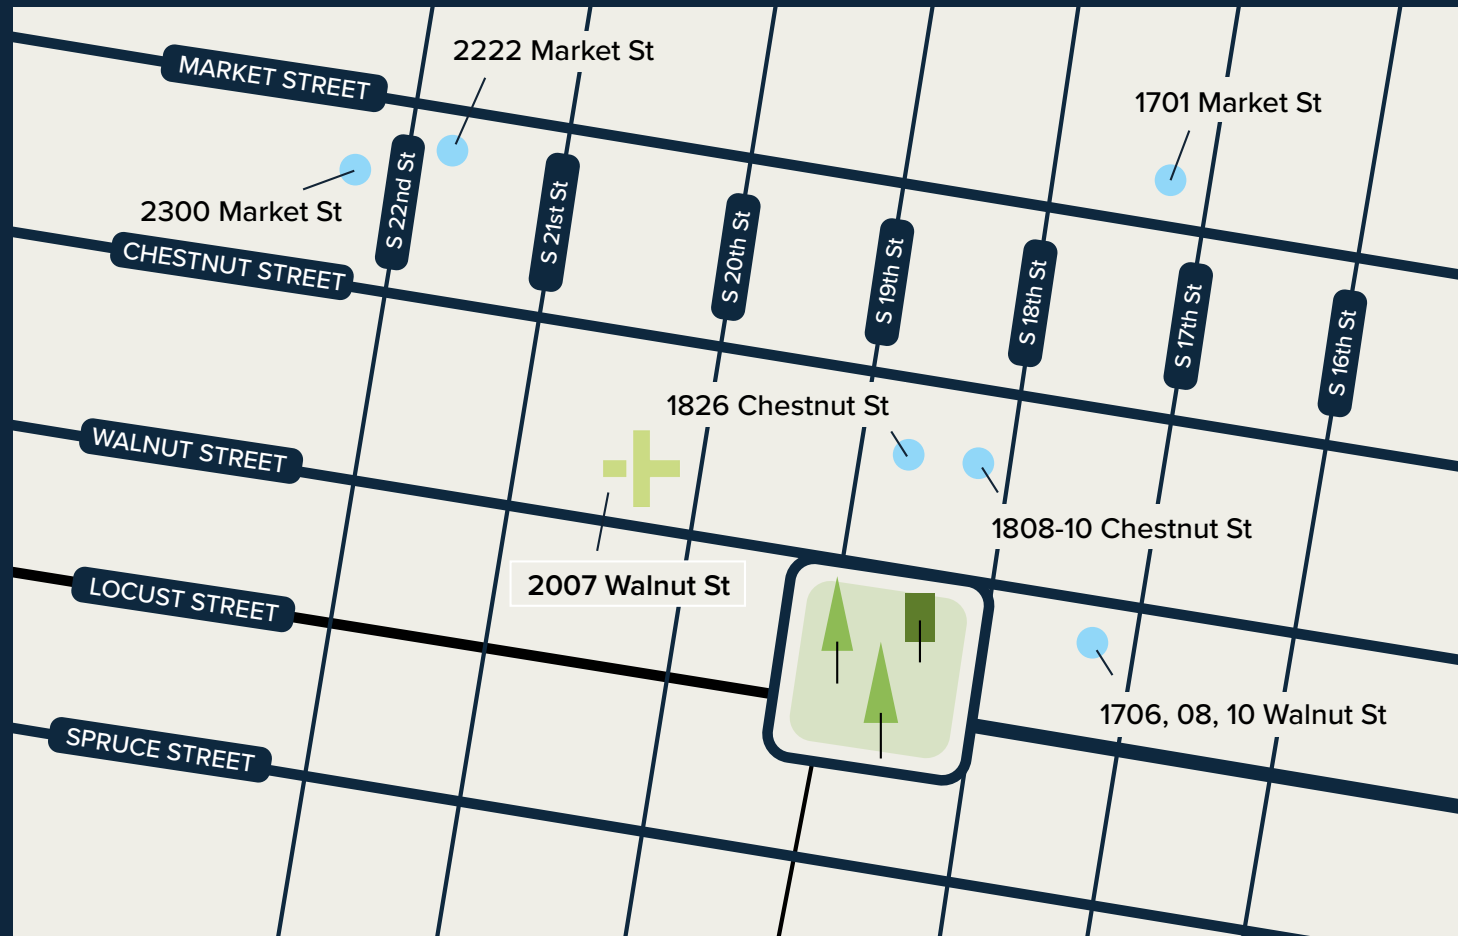 2222 Market St
MARKET STREET
1701 Market St
2300 Market St
S 22nd St
S 21st St
S 20th St
S 19th St
S 18th St
S 17th St
S 16th St
CHESTNUT STREET
1826 Chestnut St
WALNUT STREET
1808-10 Chestnut St
2007 Walnut St
LOCUST STREET
1706, 08, 10 Walnut St
SPRUCE STREET